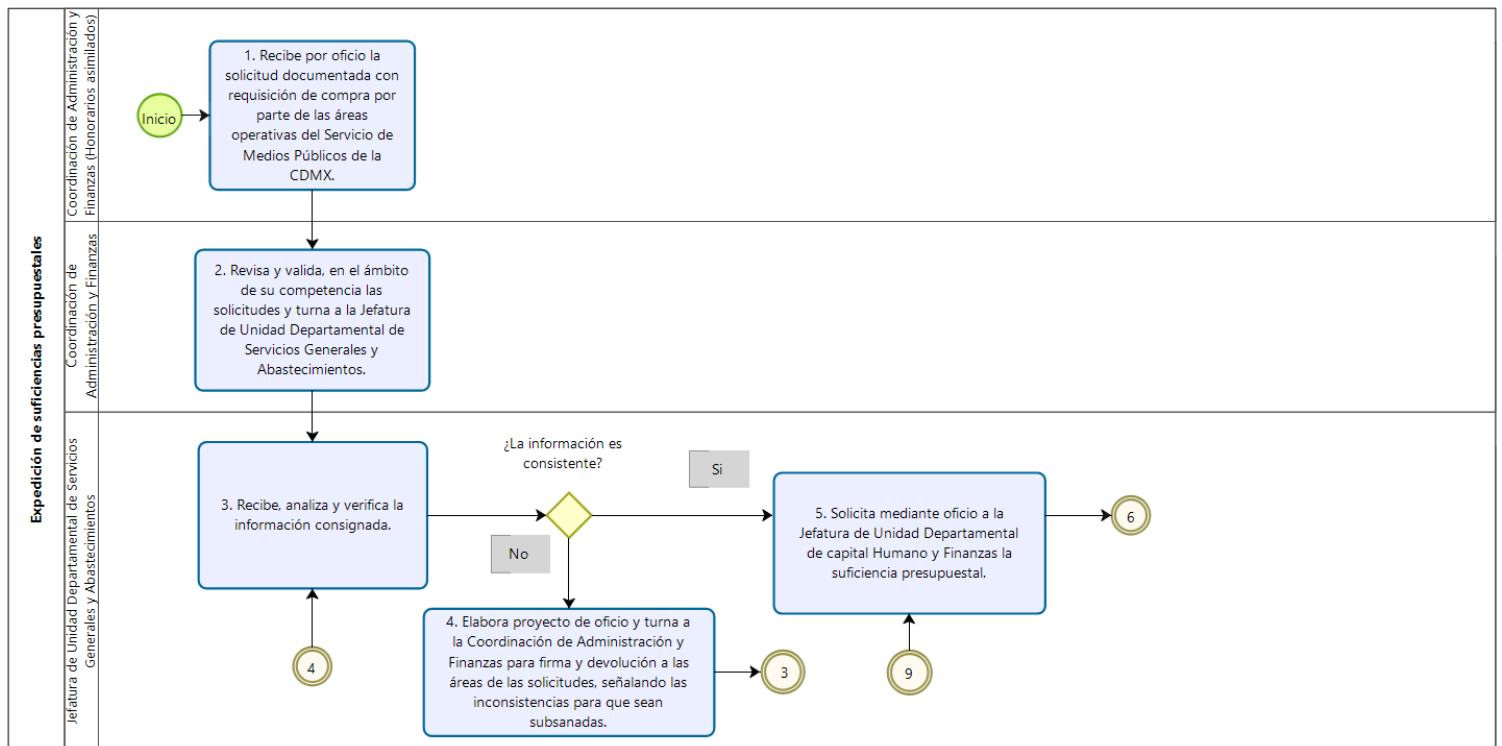 Expedición de suficiencias presupuestales
Coordinación de Administración y
Finanzas (Honorarios asimilados)
Inicio
1. Recibe por oficio la
solicitud documentada con
requisición de compra por
parte de las áreas
operativas del Servicio de
Medios Públicos de la
CDMX.
Coordinación de
Administración y Finanzas
2. Revisa y valida, en el ámbito
de su competencia las
solicitudes y turna a la Jefatura
de Unidad Departamental de
Servicios Generales y
Abastecimientos.
Jefatura de Unidad Departamental de Servicios
Generales y Abastecimientos
3. Recibe, analiza y verifica la
información consignada.
¿La información es
consistente?
Si
No
5. Solicita mediante oficio a la
Jefatura de Unidad Departamental
de capital Humano y Finanzas la
suficiencia presupuestal.
6
4
4. Elabora proyecto de oficio y turna a
la Coordinación de Administración y
Finanzas para firma y devolución a las
áreas de las solicitudes, señalando las
inconsistencias para que sean
subsanadas.
3
9